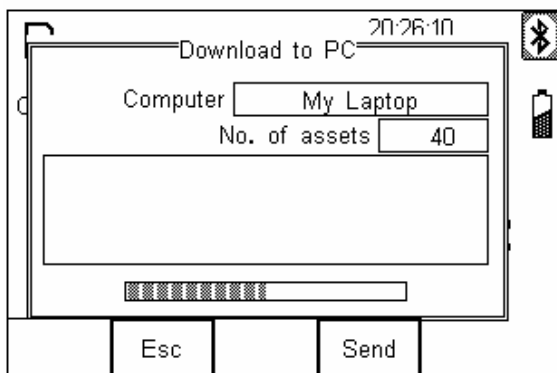 20:26:10
Download to PC
Computer My Laptop
No. of assets 40
Esc Send